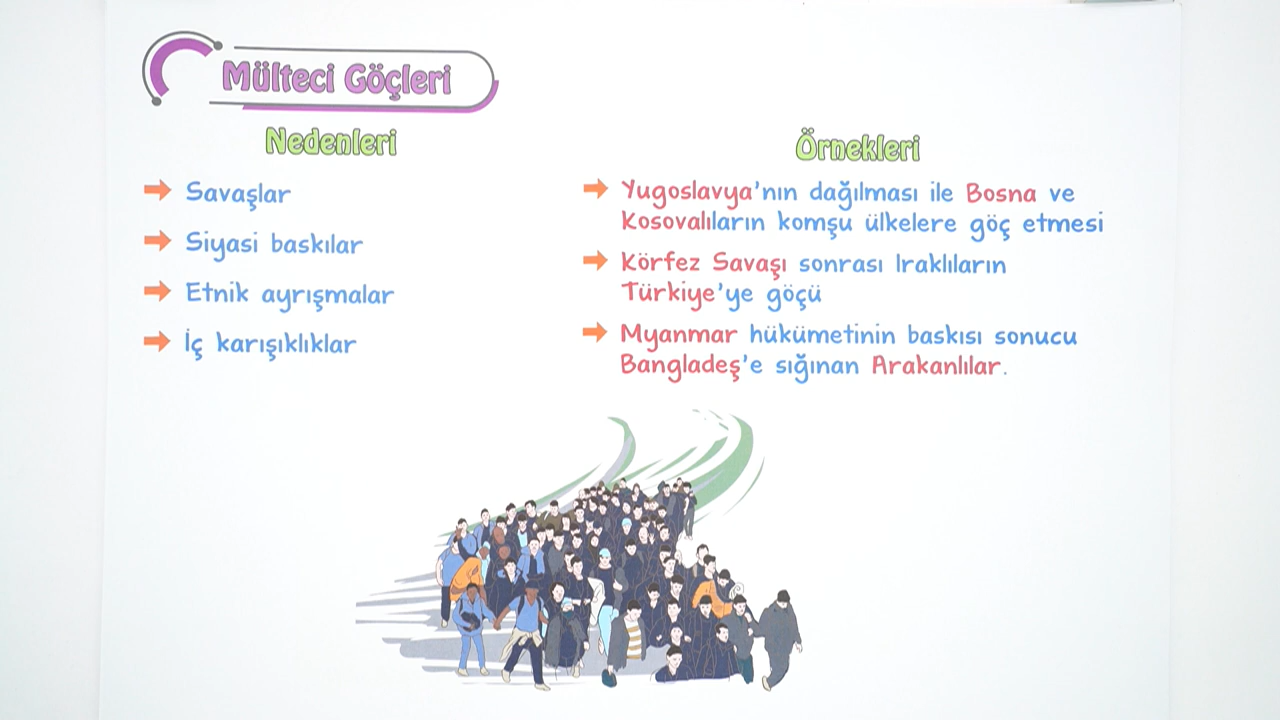 Mülteci Göçleri
Nedenleri
Savaşlar
Siyasi baskılar
Etnik ayrışmalar
İç karışıklıklar
Örnekleri
Yugoslavya'nın dağılması ile Bosna ve
Kosovalıların komşu ülkelere göç etmesi
Körfez Savaşı sonrası Iraklıların
Türkiye'ye göçü
Myanmar hükümetinin baskısı sonucu
Bangladeş'e sığınan Arakanlılar.